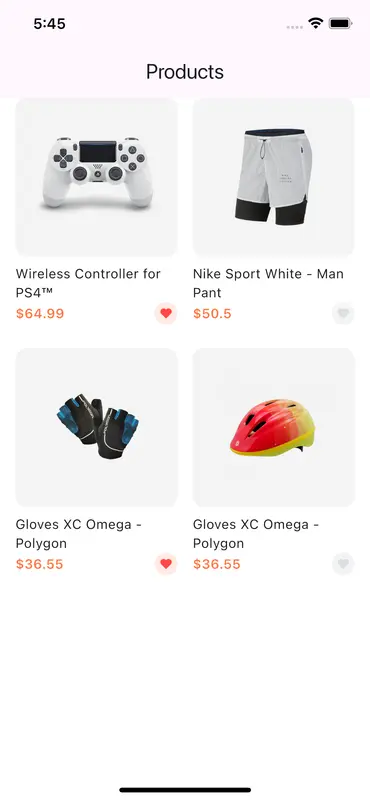 5:45
Products
Wireless Controller for
PS4™
$64.99
Nike Sport White - Man
Pant
$50.5
Gloves XC Omega -
Polygon
$36.55
Gloves XC Omega -
Polygon
$36.55